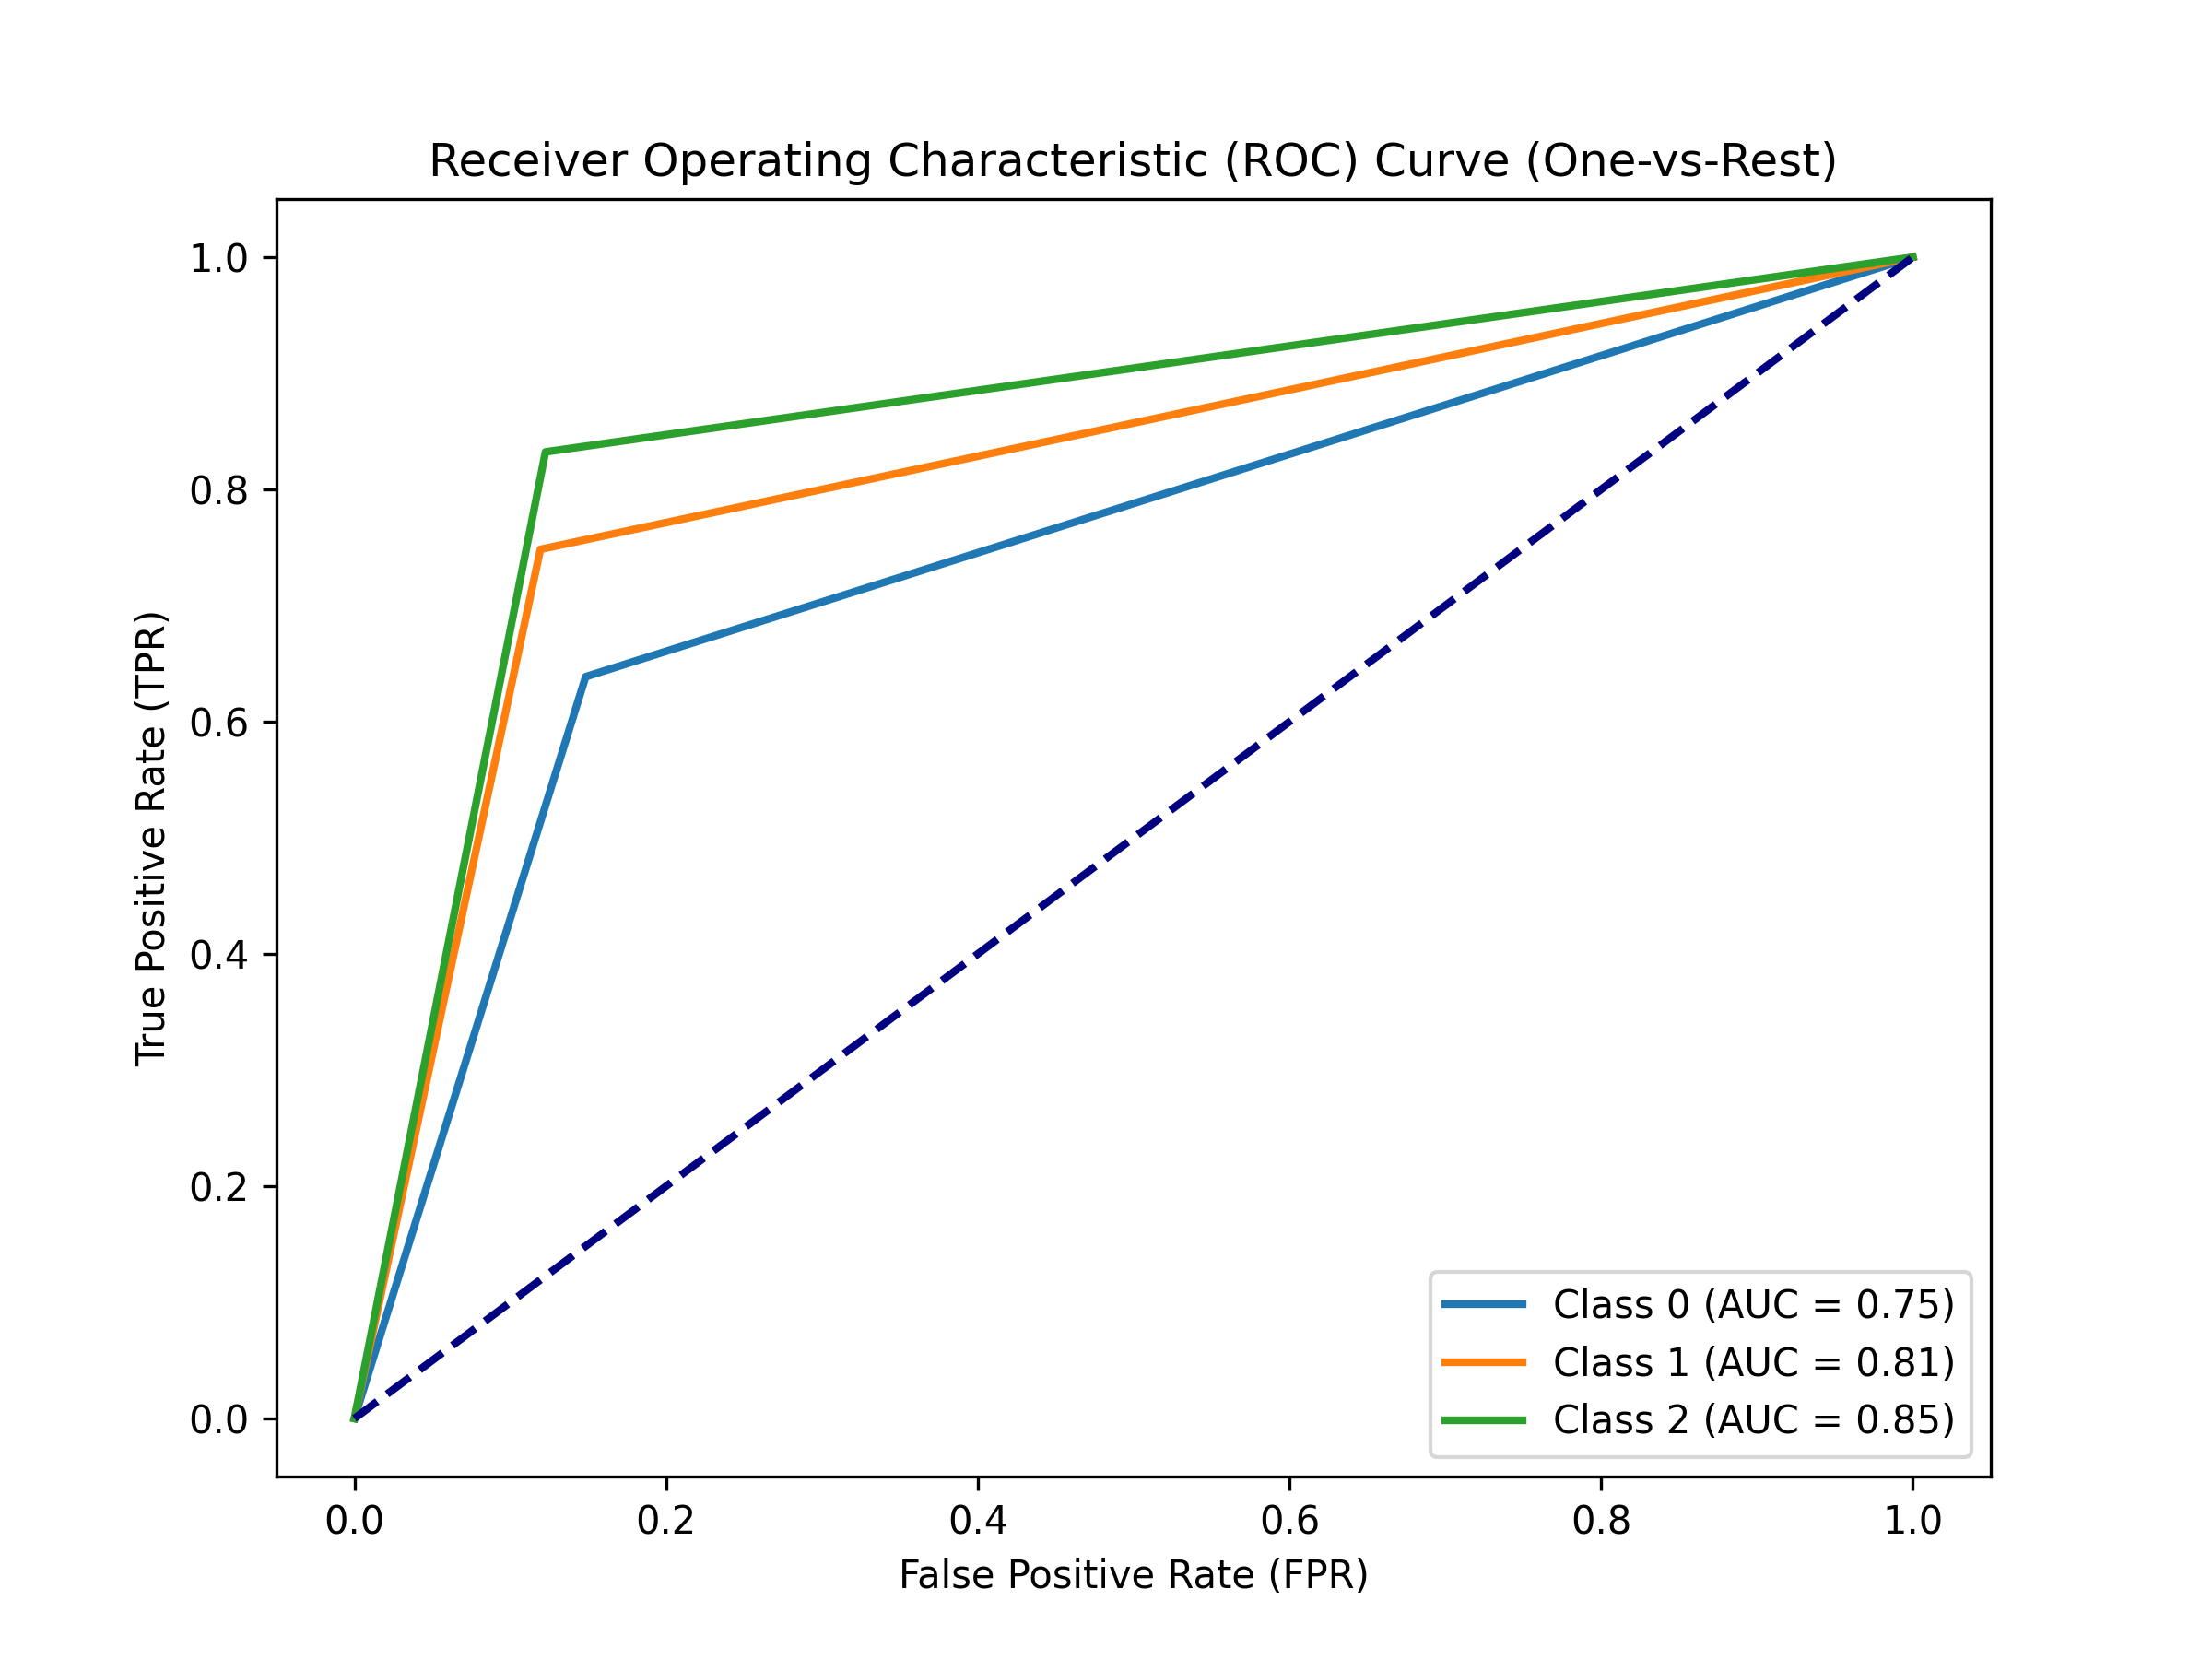 Receiver Operating Characteristic (ROC) Curve (One-vs-Rest)
True Positive Rate (TPR)
1.0
0.8
0.6
0.4
0.2
0.0
Class 0 (AUC = 0.75)
Class 1 (AUC = 0.81)
Class 2 (AUC = 0.85)
0.0 0.2 0.4 0.6 0.8 1.0
False Positive Rate (FPR)